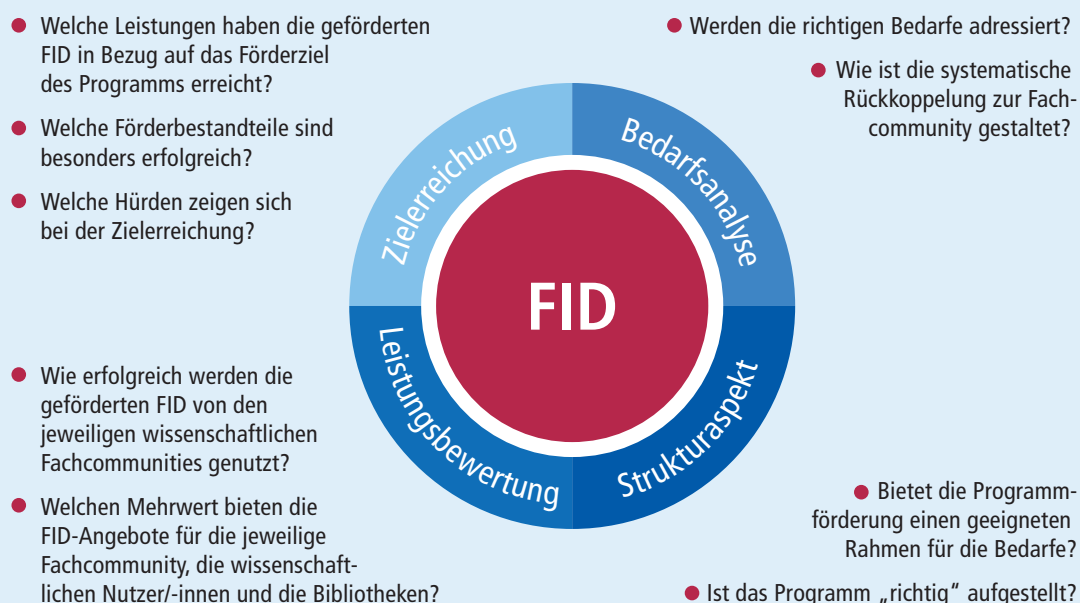 Welche Leistungen haben die geförderten
FID in Bezug auf das Förderziel
des Programms erreicht?
Welche Förderbestandteile sind
besonders erfolgreich?
Welche Hürden zeigen sich
bei der Zielerreichung?
Werden die richtigen Bedarfe adressiert?
Wie ist die systematische
Rückkoppelung zur Fach-
community gestaltet?
Zielerreichung
Bedarfsanalyse
FID
Leistungsbewertung
Strukturaspekt
Wie erfolgreich werden die
geförderten FID von den
jeweiligen wissenschaftlichen
Fachcommunities genutzt?
Welchen Mehrwert bieten die
FID-Angebote für die jeweilige
Fachcommunity, die wissenschaft-
lichen Nutzer/-innen und die Bibliotheken?
Bietet die Programm-
förderung einen geeigneten
Rahmen für die Bedarfe?
Ist das Programm „richtig“ aufgestellt?